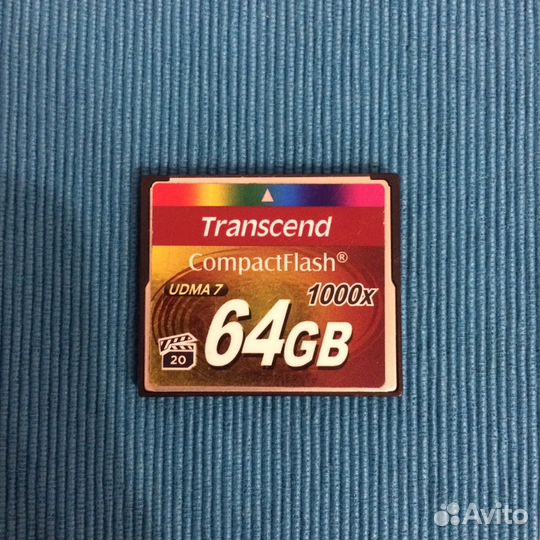 Transcend
CompactFlash®
UDMA 7
1000x
20
64GB
Avito